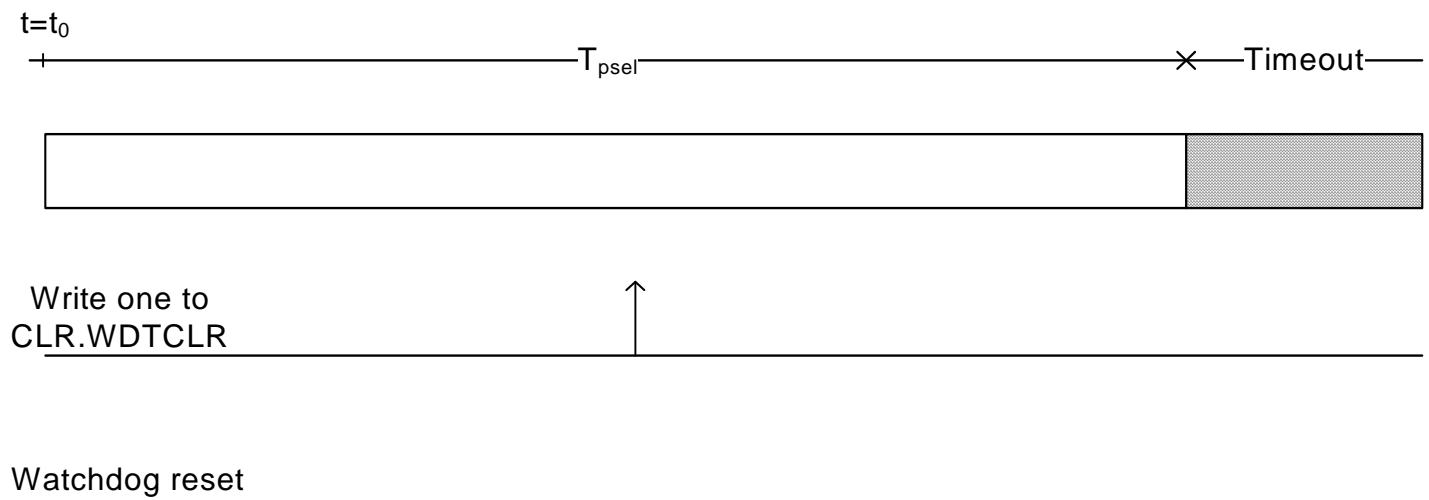 t=t₀
Tpsel Timeout
Write one to
CLR.WDTCLR
Watchdog reset